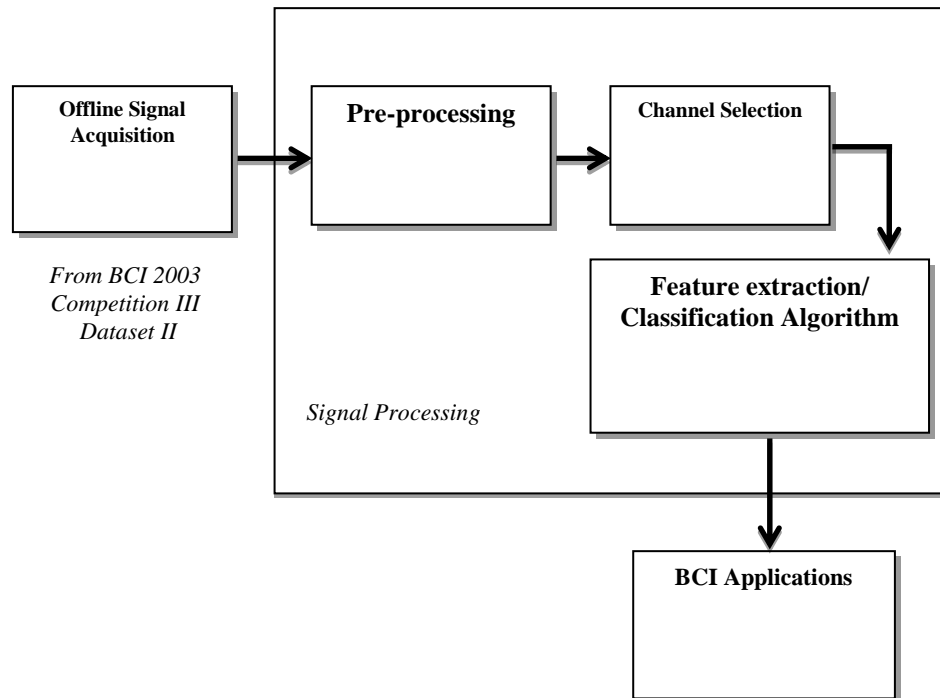 Offline Signal
Acquisition
Pre-processing
Channel Selection
From BCI 2003
Competition III
Dataset II
Feature extraction/
Classification Algorithm
Signal Processing
BCI Applications